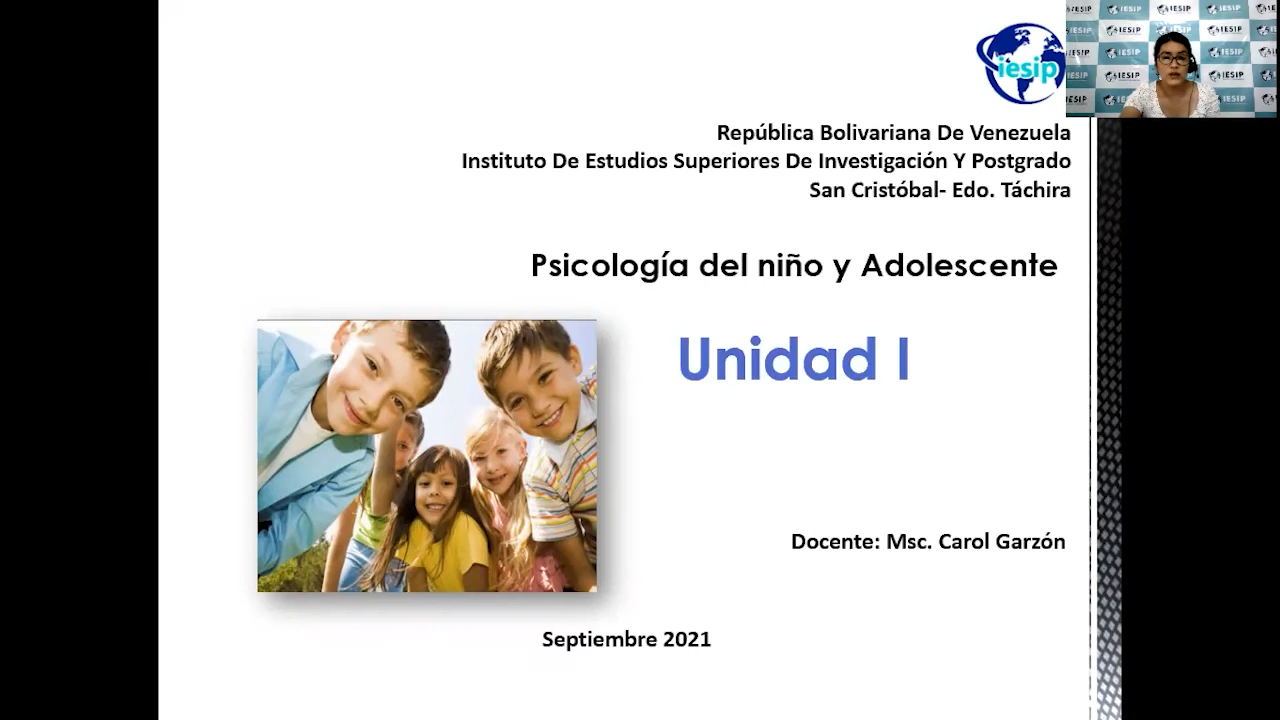 iesip
IESIP
República Bolivariana De Venezuela
Instituto De Estudios Superiores De Investigación Y Postgrado
San Cristóbal- Edo. Táchira
Psicología del niño y Adolescente
Unidad I
Docente: Msc. Carol Garzón
Septiembre 2021